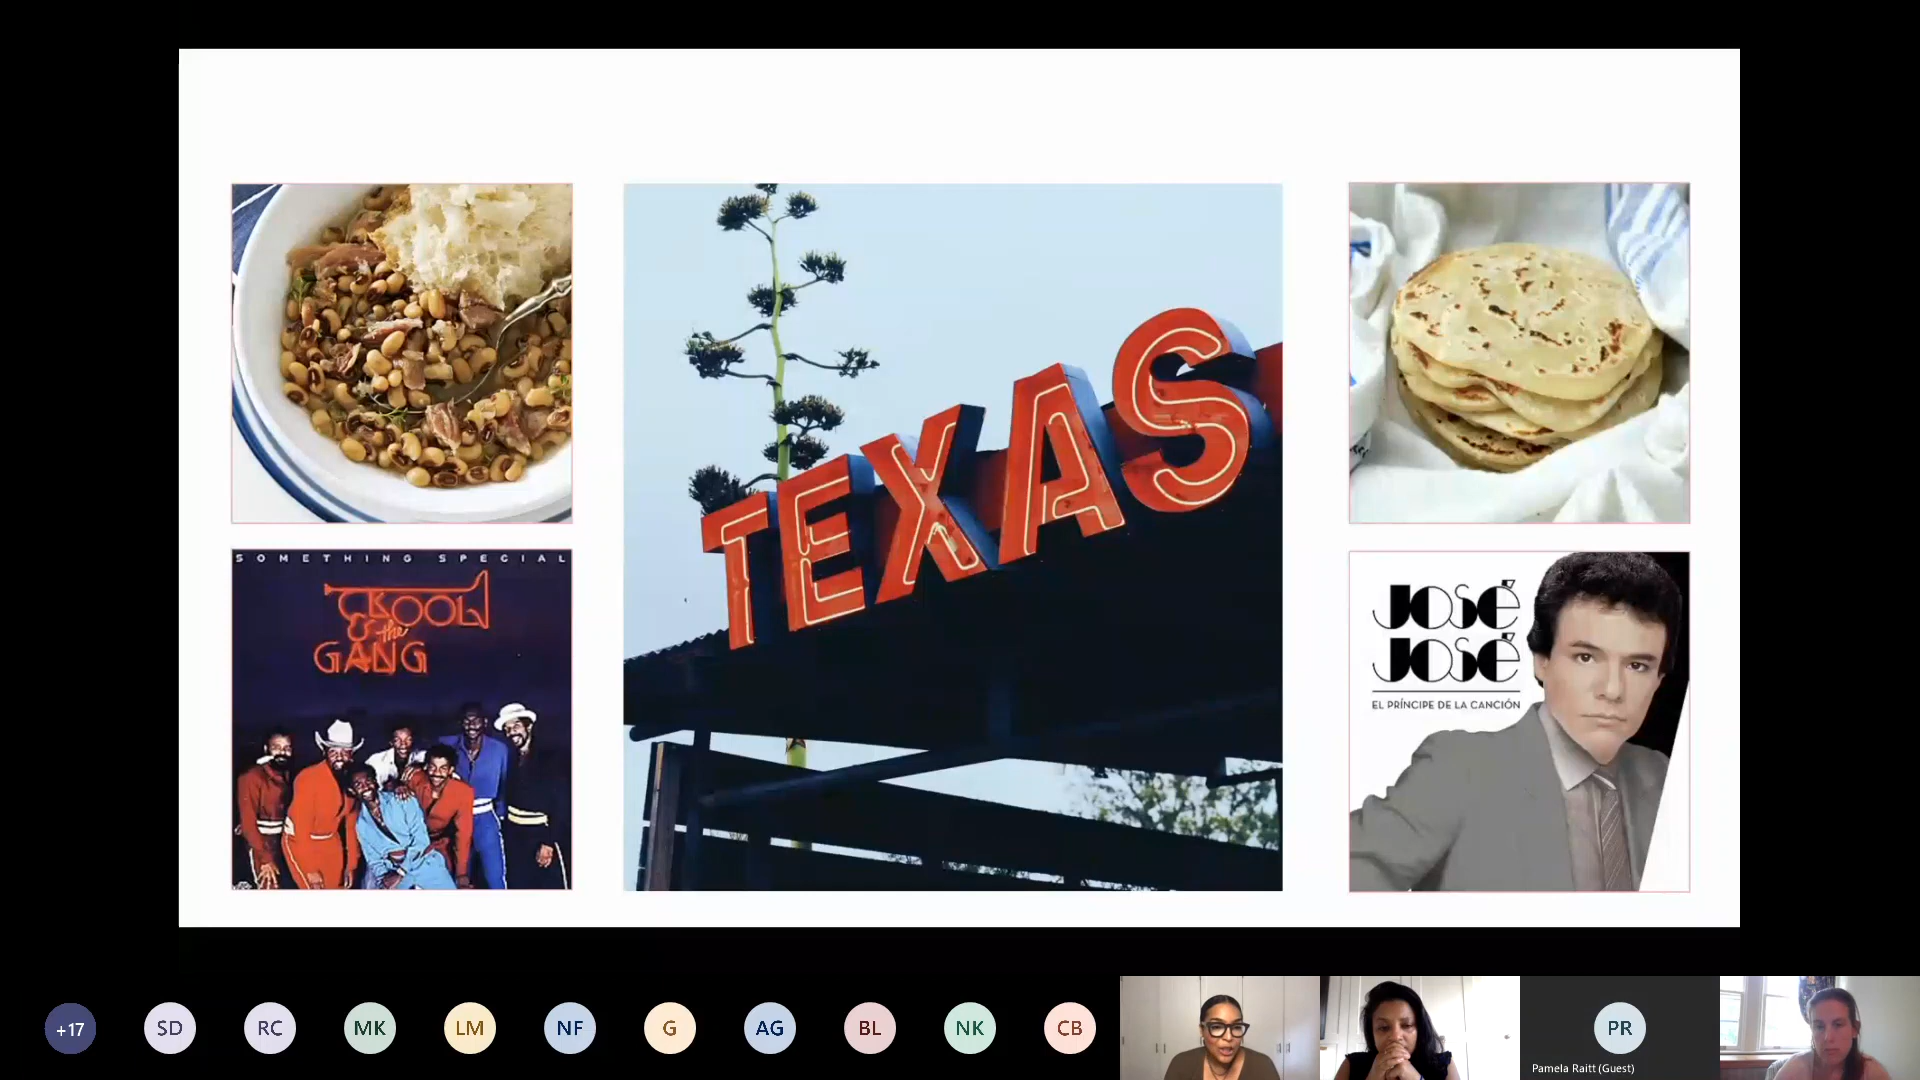 SOMETHING SPECIAL
KOOL
& the
GANG
TEXAS
JOSÉ
JOSÉ
EL PRÍNCIPE DE LA CANCIÓN
+17
SD
RC
MK
LM
NF
G
AG
BL
NK
CB
PR
Pamela Raitt (Guest)